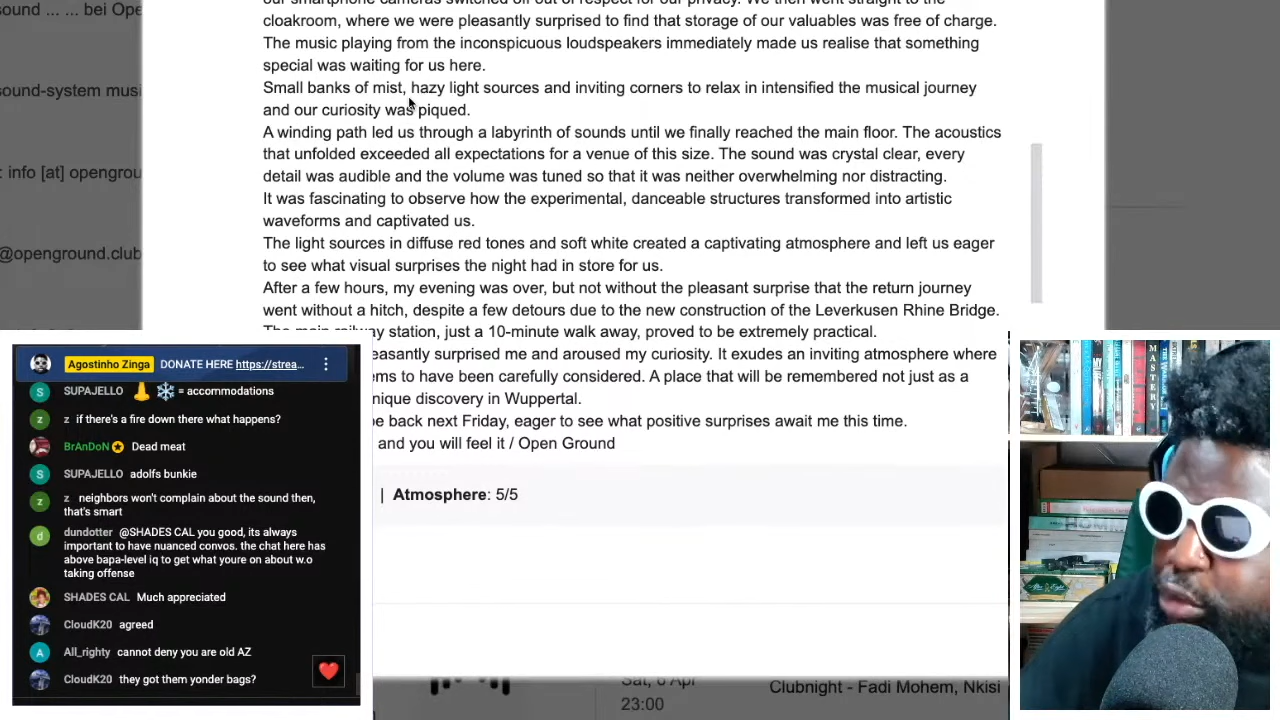 our smartphone cameras switched off out of respect for our privacy. We then went straight to the
cloakroom, where we were pleasantly surprised to find that storage of our valuables was free of charge.
The music playing from the inconspicuous loudspeakers immediately made us realise that something
special was waiting for us here.
Small banks of mist, hazy light sources and inviting corners to relax in intensified the musical journey
and our curiosity was piqued.
A winding path led us through a labyrinth of sounds until we finally reached the main floor. The acoustics
that unfolded exceeded all expectations for a venue of this size. The sound was crystal clear, every
detail was audible and the volume was tuned so that it was neither overwhelming nor distracting.
It was fascinating to observe how the experimental, danceable structures transformed into artistic
waveforms and captivated us.
The light sources in diffuse red tones and soft white created a captivating atmosphere and left us eager
to see what visual surprises the night had in store for us.
After a few hours, my evening was over, but not without the pleasant surprise that the return journey
went without a hitch, despite a few detours due to the new construction of the Leverkusen Rhine Bridge.
The main railway station, just a 10-minute walk away, proved to be extremely practical.
easantly surprised me and aroused my curiosity. It exudes an inviting atmosphere where
ems to have been carefully considered. A place that will be remembered not just as a
nique discovery in Wuppertal.
be back next Friday, eager to see what positive surprises await me this time.
and you will feel it / Open Ground
| Atmosphere: 5/5
sound ... ... bei Ope
sound-system musi
: info [at] opengrou
@openground.club
Agostinho Zinga DONATE HERE https://strea...
SUPAJELLO 👃 ❄️ = accommodations
z if there's a fire down there what happens?
BrAnDoN Dead meat
SUPAJELLO adolfs bunkie
z neighbors won't complain about the sound then,
that's smart
dundotter @SHADES CAL you good, its always
important to have nuanced convos. the chat here has
above bapa-level iq to get what youre on about w.o
taking offense
SHADES CAL Much appreciated
CloudK20 agreed
All_righty cannot deny you are old AZ
CloudK20 they got them yonder bags?
Sat, 6 Apr
23:00
Clubnight - Fadi Mohem, Nkisi
MASTERY